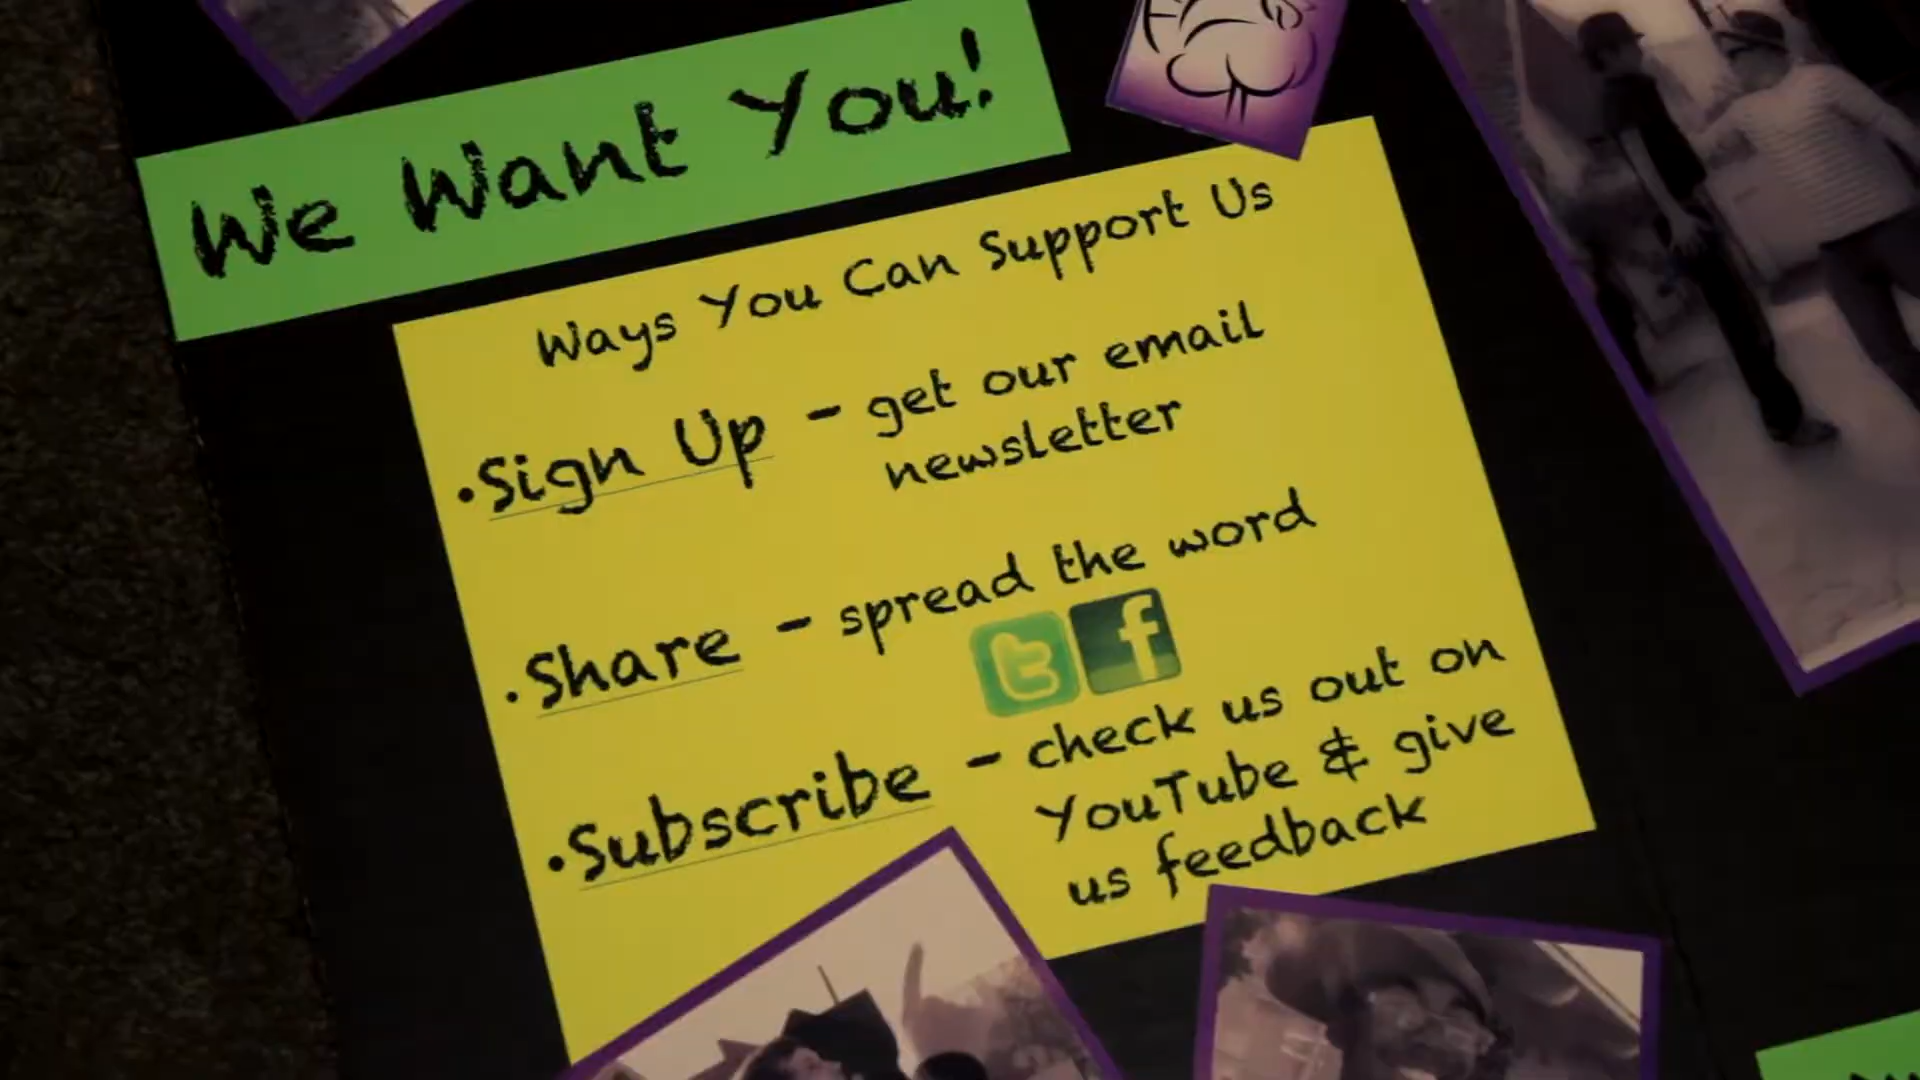 We Want You!
Ways You Can Support Us
•Sign Up - get our email
newsletter
•Share - spread the word
•Subscribe - check us out on
YouTube & give
us feedback